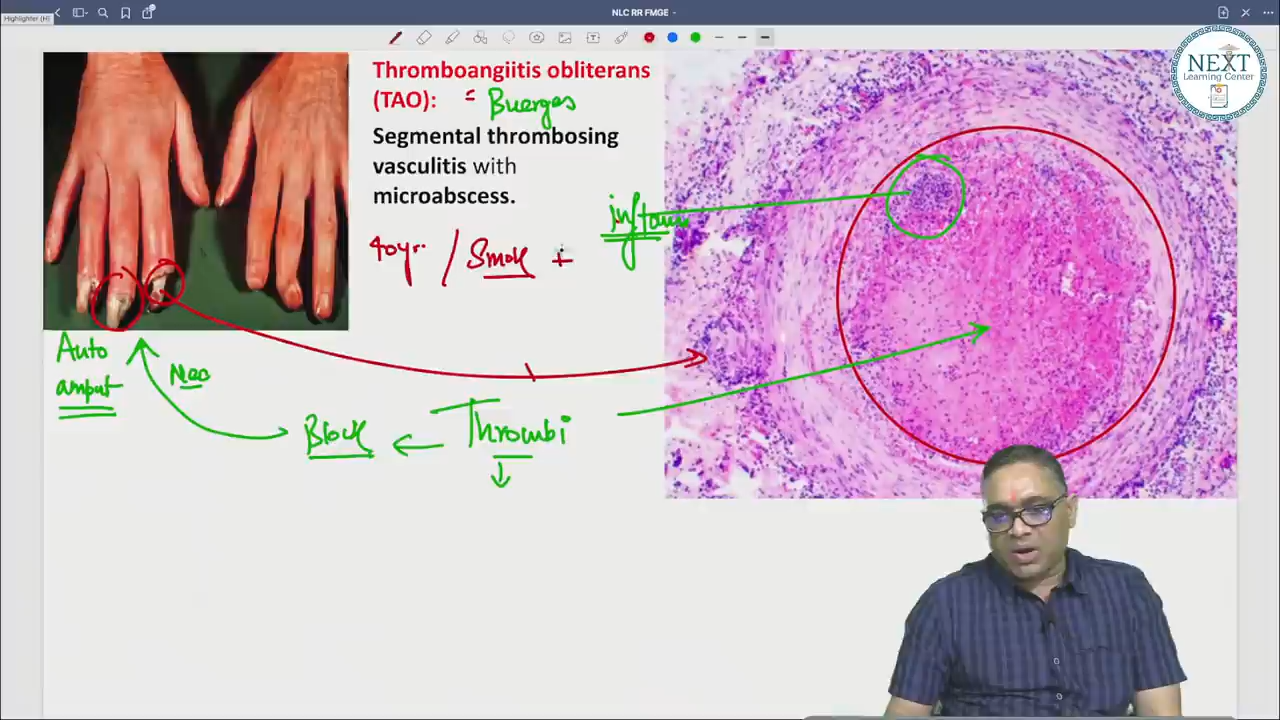 Highlighter (H)
NLC RR FMGE
NEXT
Learning Center
Thromboangiitis obliterans
(TAO): = Buerges
Segmental thrombosing
vasculitis with
microabscess.
40yr / Smok +
inflam
Auto
amput
Nec
Block ← Thrombi